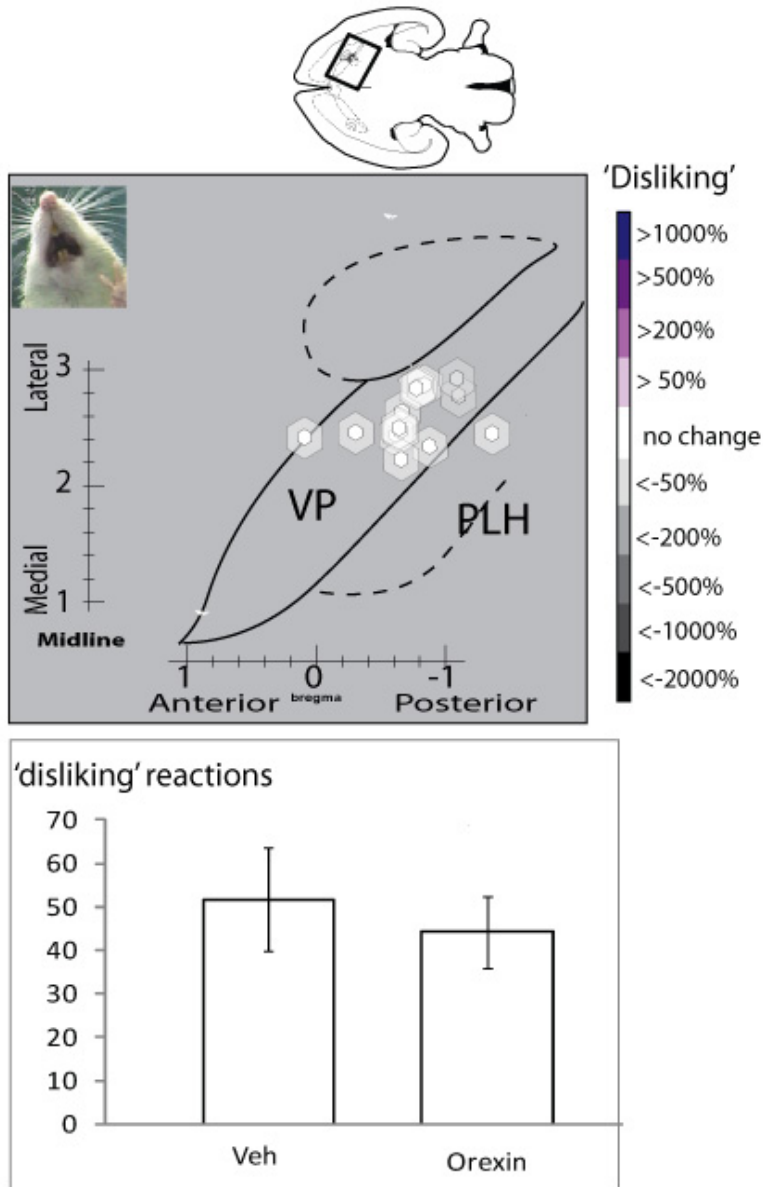 'Disliking'
>1000%
>500%
>200%
> 50%
no change
<-50%
<-200%
<-500%
<-1000%
<-2000%
Lateral
3
2
Medial
1
Midline
VP
PLH
1 0 -1
Anterior bregma Posterior
'disliking' reactions
70
60
50
40
30
20
10
0
Veh Orexin